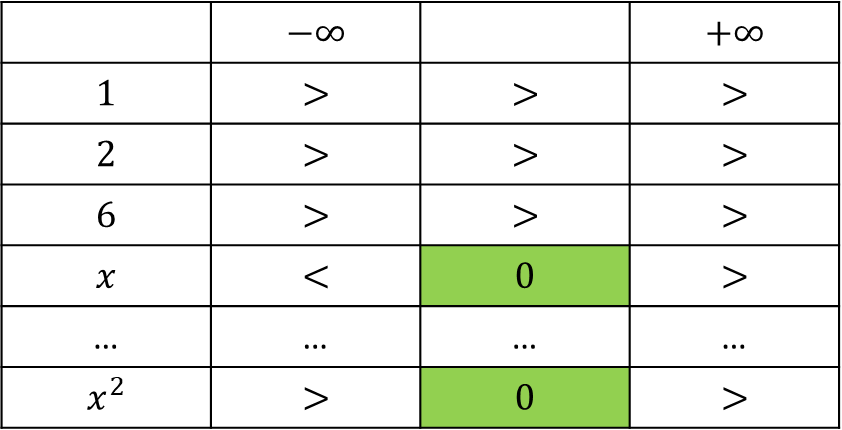 −∞ +∞
1 > > >
2 > > >
6 > > >
x < 0 >
... ... ... ...
x² > 0 >